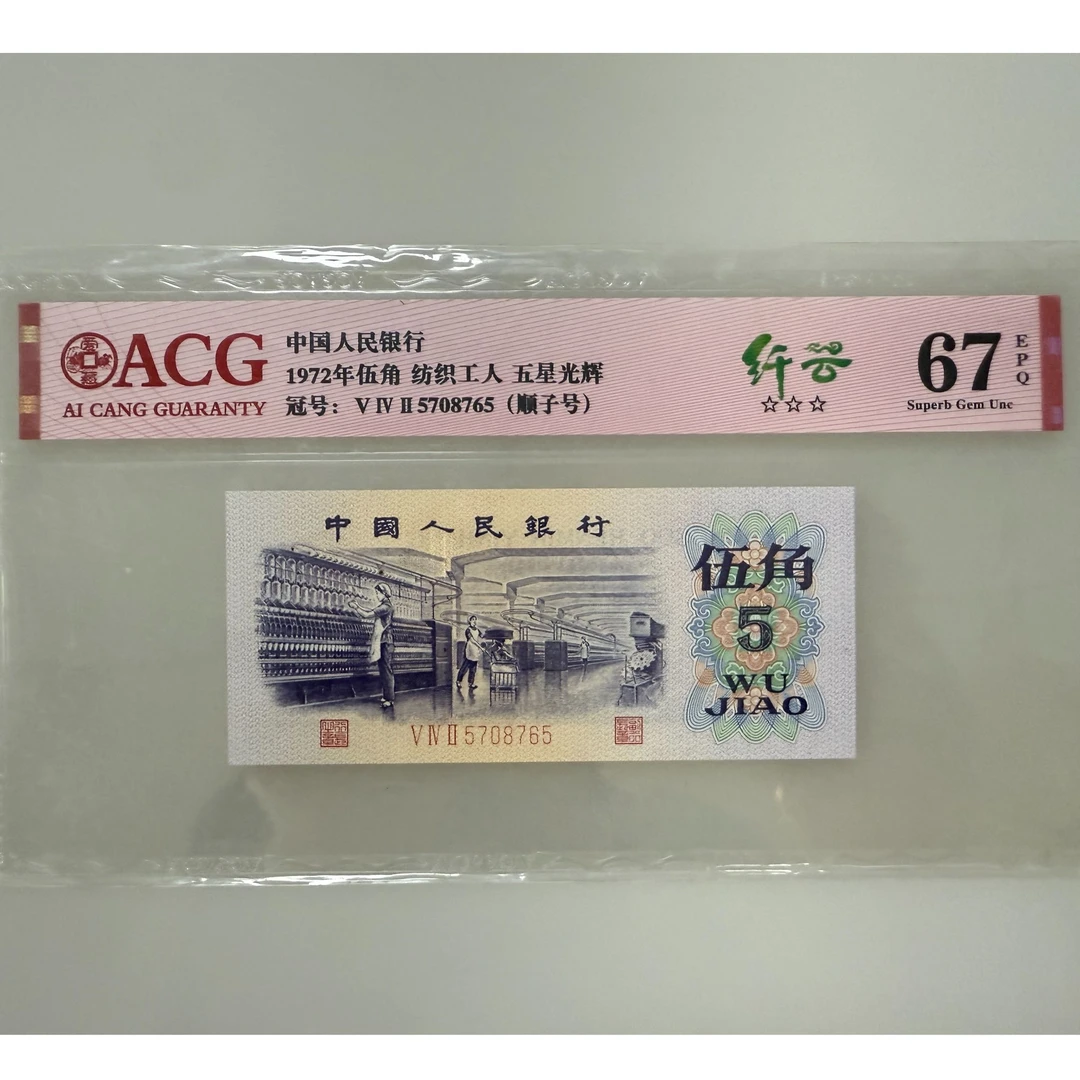 ACG
AI CANG GUARANTY
中国人民银行
1972年伍角 纺织工人 五星光辉
冠号：Ⅴ Ⅳ Ⅱ 5708765（顺子号）
纤云
☆☆☆
67
EPQ
Superb Gem Unc
中國人民銀行
伍角
5
WU
JIAO
Ⅴ Ⅳ Ⅱ 5708765